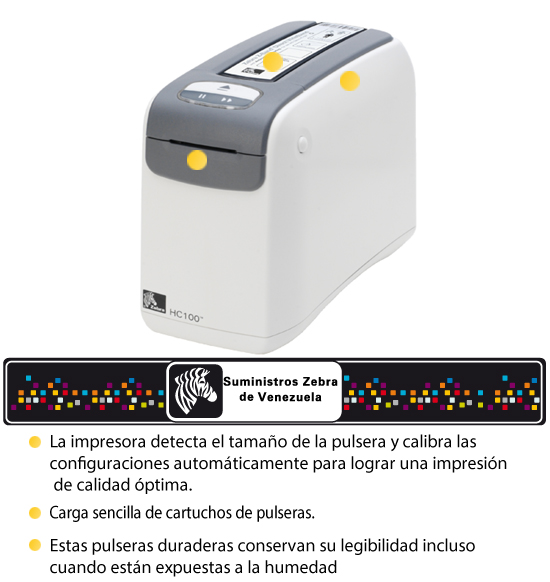 Zebra
HC100™
Suministros Zebra
de Venezuela
La impresora detecta el tamaño de la pulsera y calibra las
configuraciones automáticamente para lograr una impresión
de calidad óptima.
Carga sencilla de cartuchos de pulseras.
Estas pulseras duraderas conservan su legibilidad incluso
cuando están expuestas a la humedad